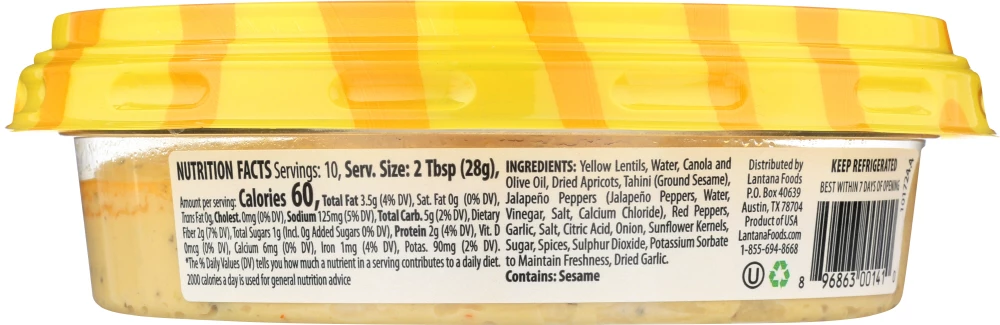 NUTRITION FACTS Servings: 10, Serv. Size: 2 Tbsp (28g),
Amount per serving: Calories 60, Total Fat 3.5g (4% DV), Sat. Fat 0g (0% DV),
Trans Fat 0g, Cholest. 0mg (0% DV), Sodium 125mg (5% DV), Total Carb. 5g (2% DV), Dietary
Fiber 2g (7% DV), Total Sugars 1g (Incl. 0g Added Sugars 0% DV), Protein 2g (4% DV), Vit. D
0mcg (0% DV), Calcium 6mg (0% DV), Iron 1mg (4% DV), Potas. 90mg (2% DV).
*The % Daily Values (DV) tells you how much a nutrient in a serving contributes to a daily diet.
2000 calories a day is used for general nutrition advice
INGREDIENTS: Yellow Lentils, Water, Canola and
Olive Oil, Dried Apricots, Tahini (Ground Sesame),
Jalapeño Peppers (Jalapeño Peppers, Water,
Vinegar, Salt, Calcium Chloride), Red Peppers,
Garlic, Salt, Citric Acid, Onion, Sunflower Kernels,
Sugar, Spices, Sulphur Dioxide, Potassium Sorbate
to Maintain Freshness, Dried Garlic.
Contains: Sesame
Distributed by
Lantana Foods
P.O. Box 40639
Austin, TX 78704
Product of USA
LantanaFoods.com
1-855-694-8668
U
KEEP REFRIGERATED
BEST WITHIN 7 DAYS OF OPENING
101724.4
8 96863 00141 0